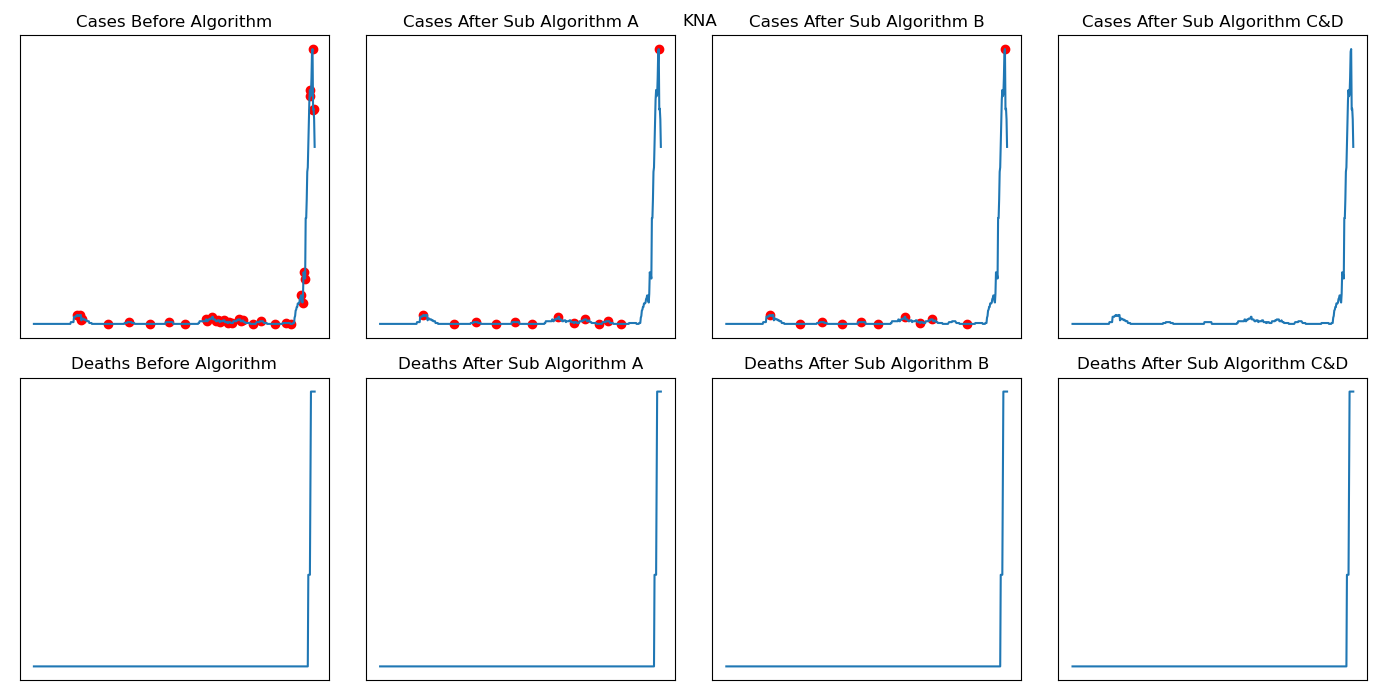 KNA
Cases Before Algorithm
Cases After Sub Algorithm A
Cases After Sub Algorithm B
Cases After Sub Algorithm C&D
Deaths Before Algorithm
Deaths After Sub Algorithm A
Deaths After Sub Algorithm B
Deaths After Sub Algorithm C&D